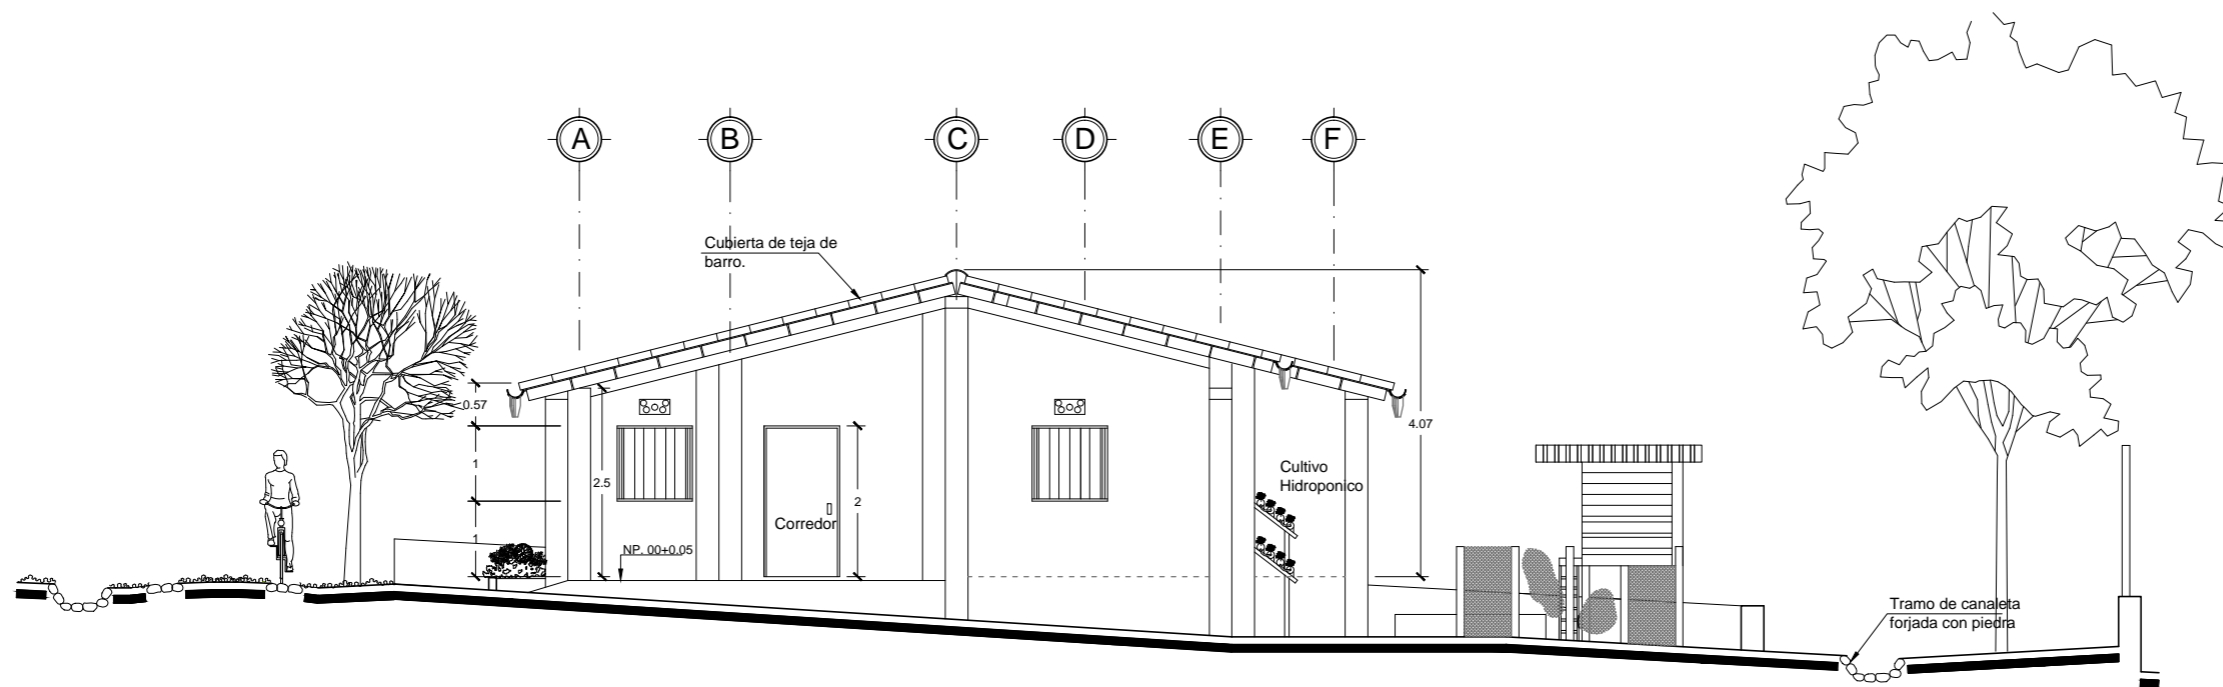 A B C D E F
Cubierta de teja de
barro.
0.57
4.07
1
2.5
2
Cultivo
Hidroponico
Corredor
1
NP. 00+0.05
Tramo de canaleta
forjada con piedra